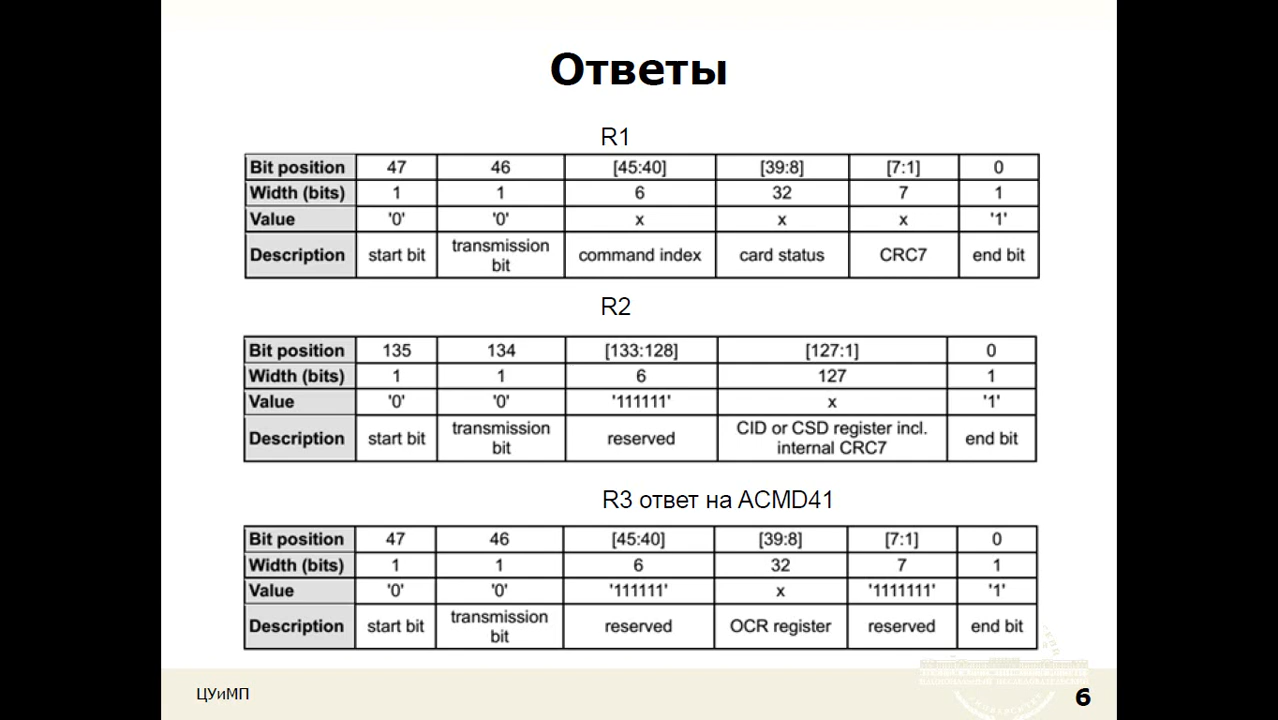 Ответы
R1
Bit position 47 46 [45:40] [39:8] [7:1] 0
Width (bits) 1 1 6 32 7 1
Value '0' '0' x x x '1'
Description start bit transmission bit command index card status CRC7 end bit
R2
Bit position 135 134 [133:128] [127:1] 0
Width (bits) 1 1 6 127 1
Value '0' '0' '111111' x '1'
Description start bit transmission bit reserved CID or CSD register incl. internal CRC7 end bit
R3 ответ на ACMD41
Bit position 47 46 [45:40] [39:8] [7:1] 0
Width (bits) 1 1 6 32 7 1
Value '0' '0' '111111' x '1111111' '1'
Description start bit transmission bit reserved OCR register reserved end bit
ЦУиМП
6